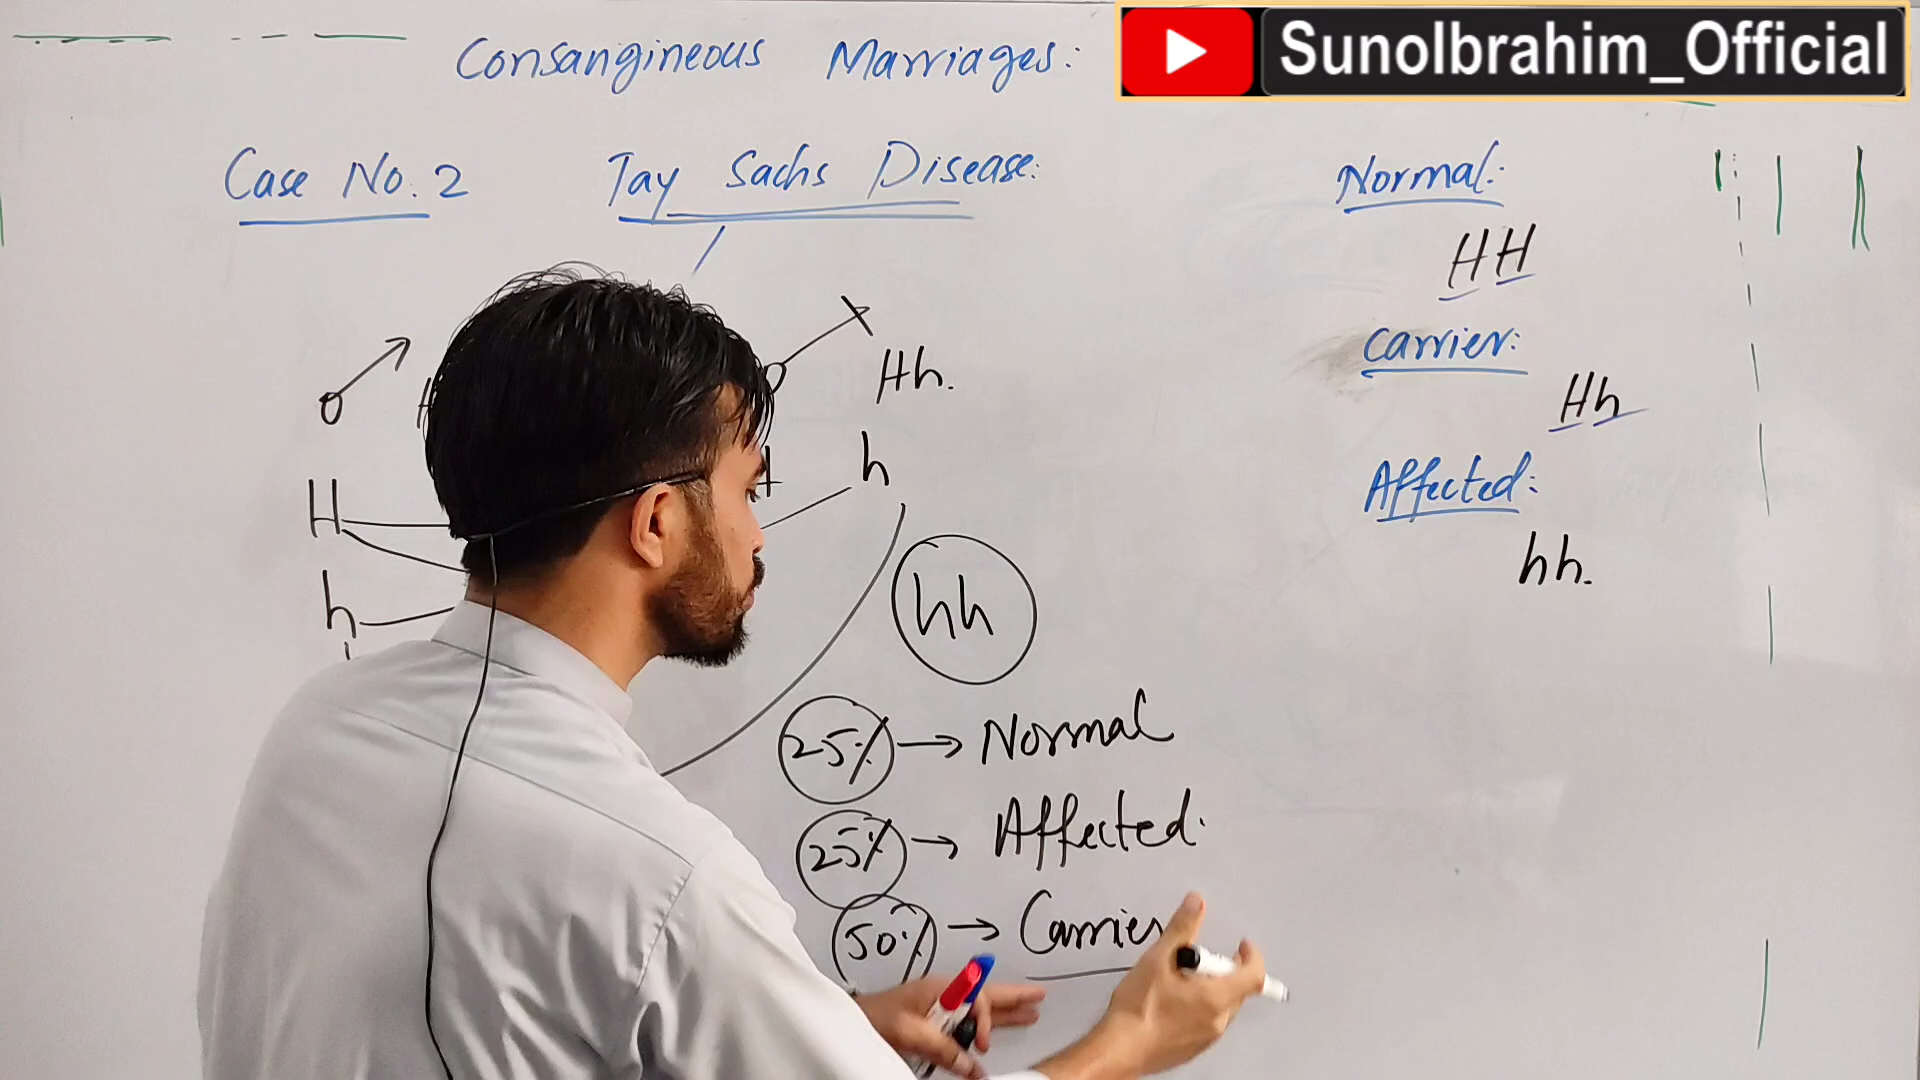 SunoIbrahim_Official
Consangineous Marriages:
Case No. 2 Tay Sachs Disease:
Normal:
HH
Carrier:
Hh
Affected:
hh.
Hh.
H
h
h
hh
25% → Normal
25% → Affected:
50% → Carrier